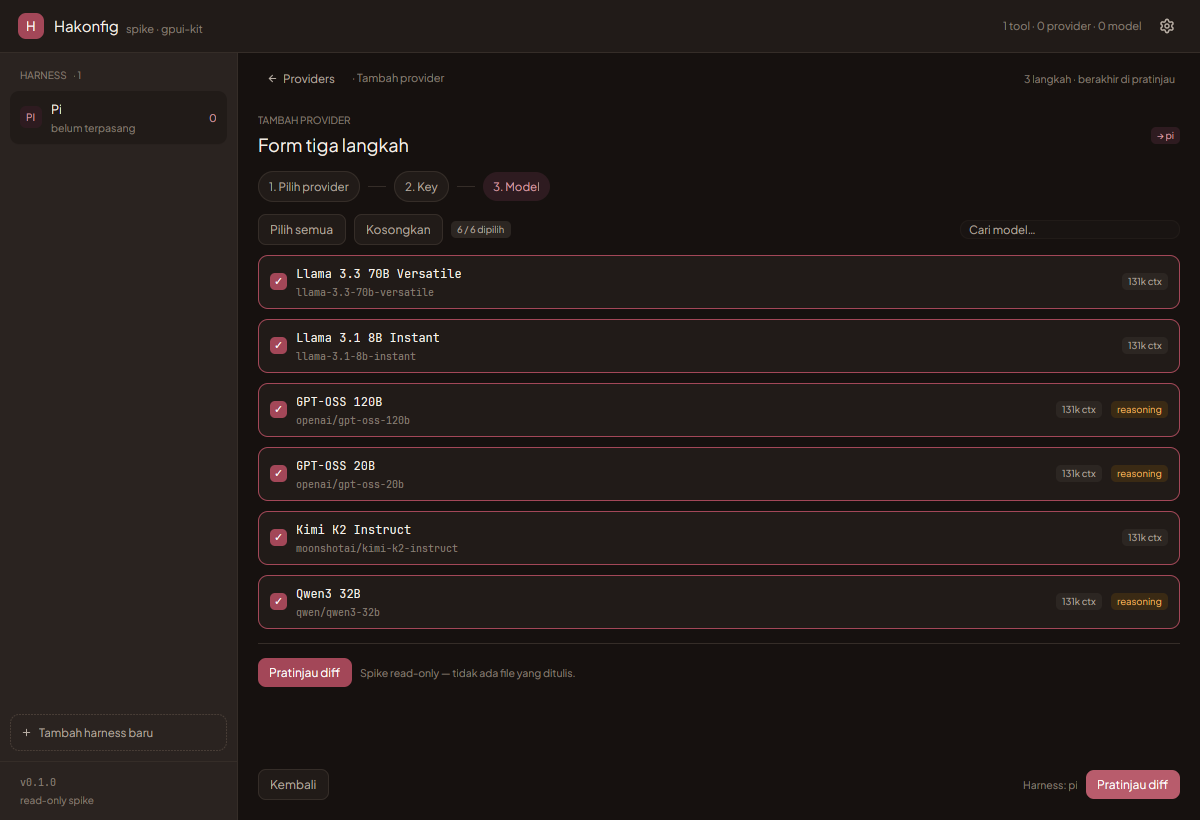 H Hakonfig spike · gpui-kit
1 tool · 0 provider · 0 model
HARNESS · 1
PI Pi 0
belum terpasang
+ Tambah harness baru
v0.1.0
read-only spike
← Providers · Tambah provider
3 langkah · berakhir di pratinjau
TAMBAH PROVIDER
Form tiga langkah
→ pi
1. Pilih provider 2. Key 3. Model
Pilih semua Kosongkan 6 / 6 dipilih Cari model…
✓ Llama 3.3 70B Versatile 131k ctx
llama-3.3-70b-versatile
✓ Llama 3.1 8B Instant 131k ctx
llama-3.1-8b-instant
✓ GPT-OSS 120B 131k ctx reasoning
openai/gpt-oss-120b
✓ GPT-OSS 20B 131k ctx reasoning
openai/gpt-oss-20b
✓ Kimi K2 Instruct 131k ctx
moonshotai/kimi-k2-instruct
✓ Qwen3 32B 131k ctx reasoning
qwen/qwen3-32b
Pratinjau diff Spike read-only — tidak ada file yang ditulis.
Kembali Harness: pi Pratinjau diff